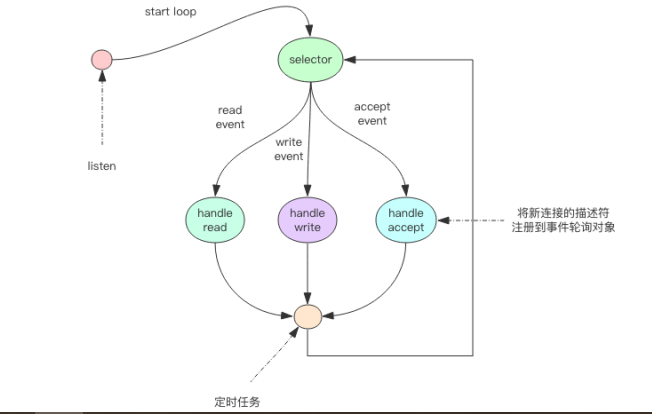 start loop
selector
read
event
write
event
accept
event
listen
handle
read
handle
write
handle
accept
将新连接的描述符
注册到事件轮询对象
定时任务